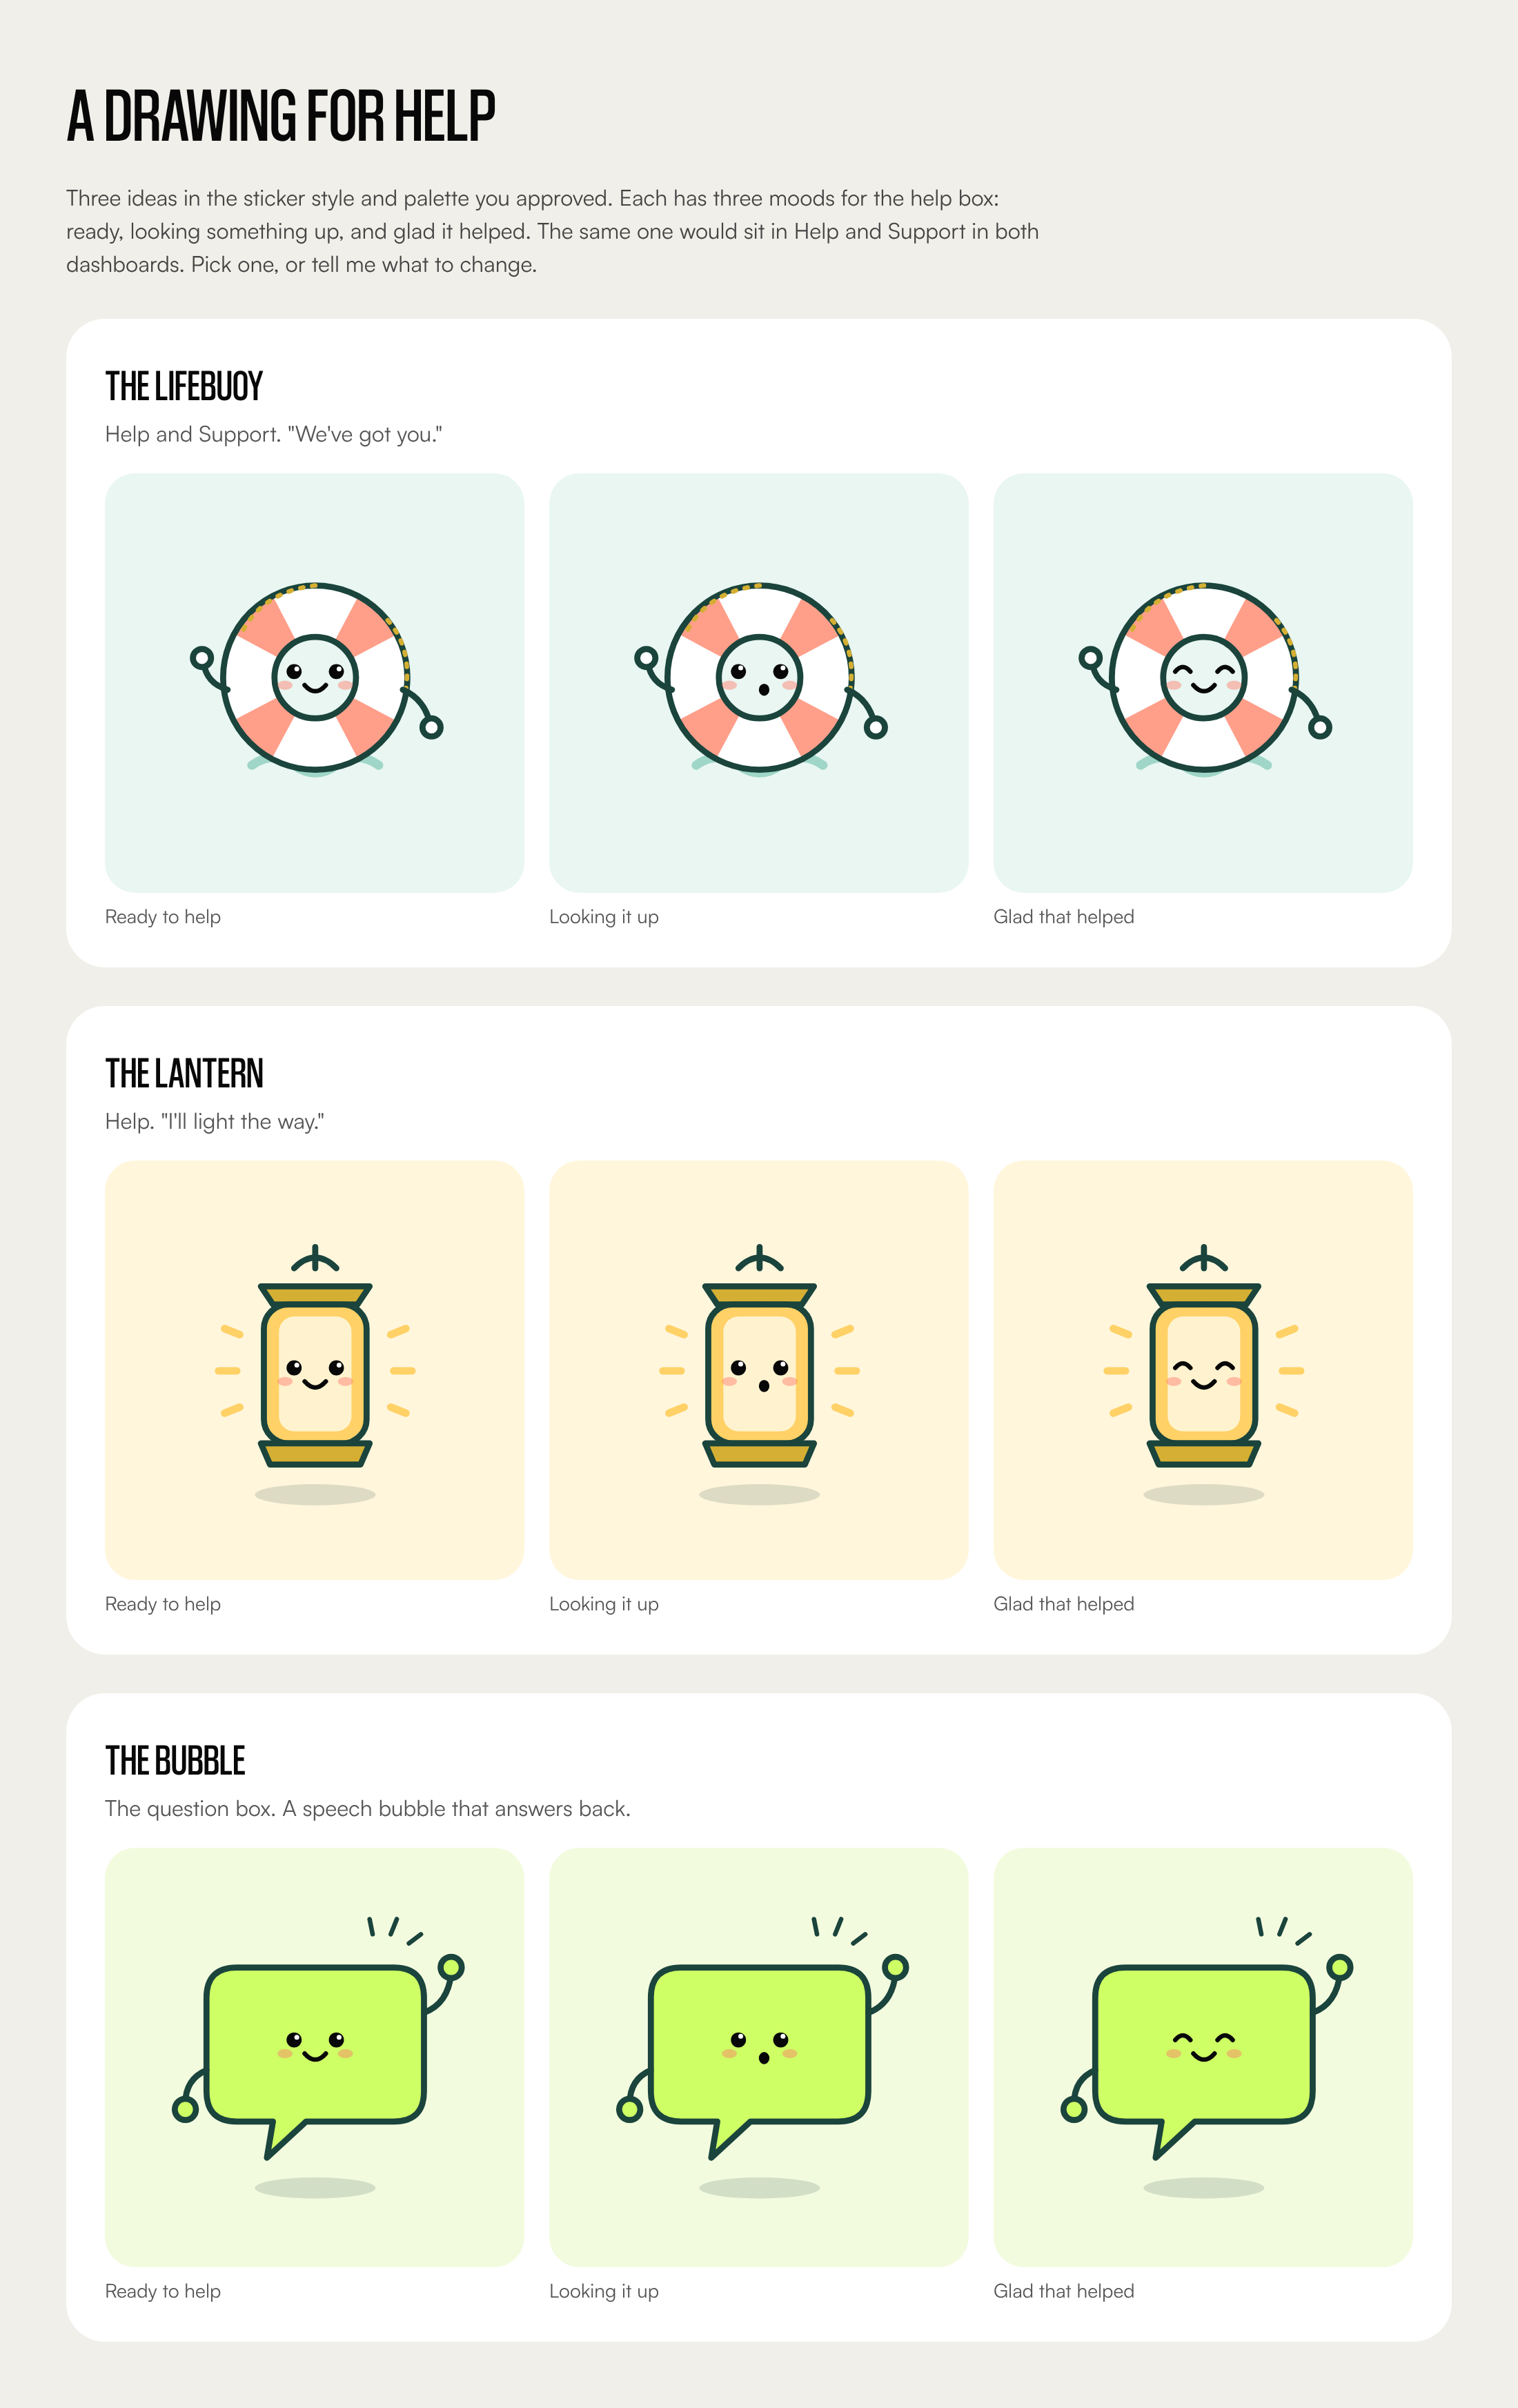 A DRAWING FOR HELP
Three ideas in the sticker style and palette you approved. Each has three moods for the help box:
ready, looking something up, and glad it helped. The same one would sit in Help and Support in both
dashboards. Pick one, or tell me what to change.
THE LIFEBUOY
Help and Support. "We've got you."
Ready to help
Looking it up
Glad that helped
THE LANTERN
Help. "I'll light the way."
Ready to help
Looking it up
Glad that helped
THE BUBBLE
The question box. A speech bubble that answers back.
Ready to help
Looking it up
Glad that helped